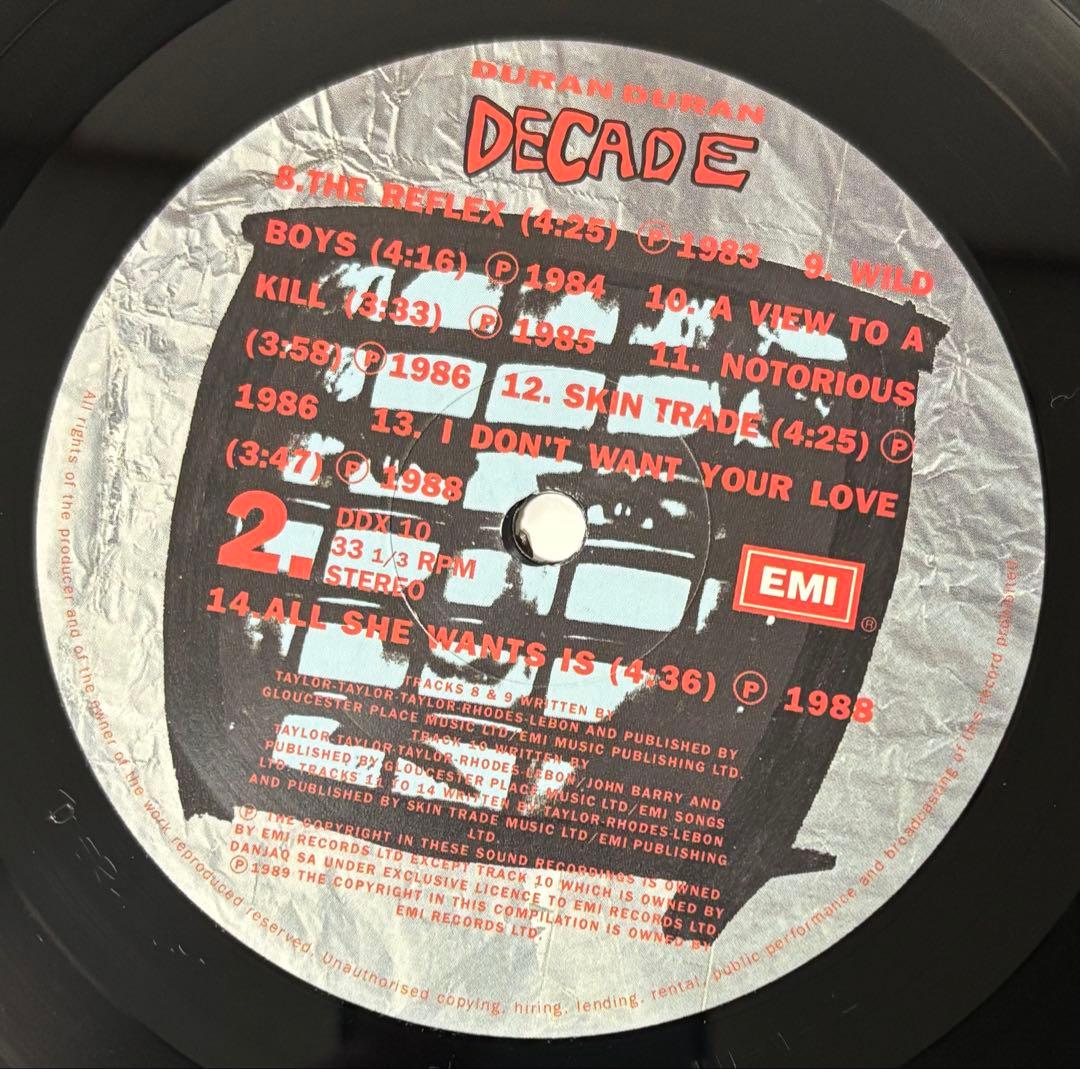 DURAN DURAN
DECADE
8.THE REFLEX (4:25) Ⓟ 1983 9. WILD
BOYS (4:16) Ⓟ 1984 10. A VIEW TO A
KILL (3:33) Ⓟ 1985 11. NOTORIOUS
(3:58) Ⓟ 1986 12. SKIN TRADE (4:25) Ⓟ
1986 13. I DON'T WANT YOUR LOVE
(3:47) Ⓟ 1988
2.
DDX 10
33 1/3 RPM
STEREO
EMI
®
14.ALL SHE WANTS IS (4:36) Ⓟ 1988
TRACKS 8 & 9 WRITTEN BY
TAYLOR-TAYLOR-TAYLOR-RHODES-LEBON AND PUBLISHED BY
GLOUCESTER PLACE MUSIC LTD/EMI MUSIC PUBLISHING LTD.
TRACK 10 WRITTEN BY
TAYLOR-TAYLOR-TAYLOR-RHODES-LEBON/JOHN BARRY AND
PUBLISHED BY GLOUCESTER PLACE MUSIC LTD/EMI SONGS
LTD. TRACKS 11 TO 14 WRITTEN BY TAYLOR-RHODES-LEBON
AND PUBLISHED BY SKIN TRADE MUSIC LTD/EMI PUBLISHING
LTD.
Ⓟ THE COPYRIGHT IN THESE SOUND RECORDINGS IS OWNED
BY EMI RECORDS LTD EXCEPT TRACK 10 WHICH IS OWNED BY
DANJAQ SA UNDER EXCLUSIVE LICENCE TO EMI RECORDS LTD.
Ⓟ1989 THE COPYRIGHT IN THIS COMPILATION IS OWNED BY
EMI RECORDS LTD.
All rights of the producer and of the owner of the work reproduced reserved. Unauthorised copying, hiring, lending, rental, public performance and broadcasting of this record prohibited